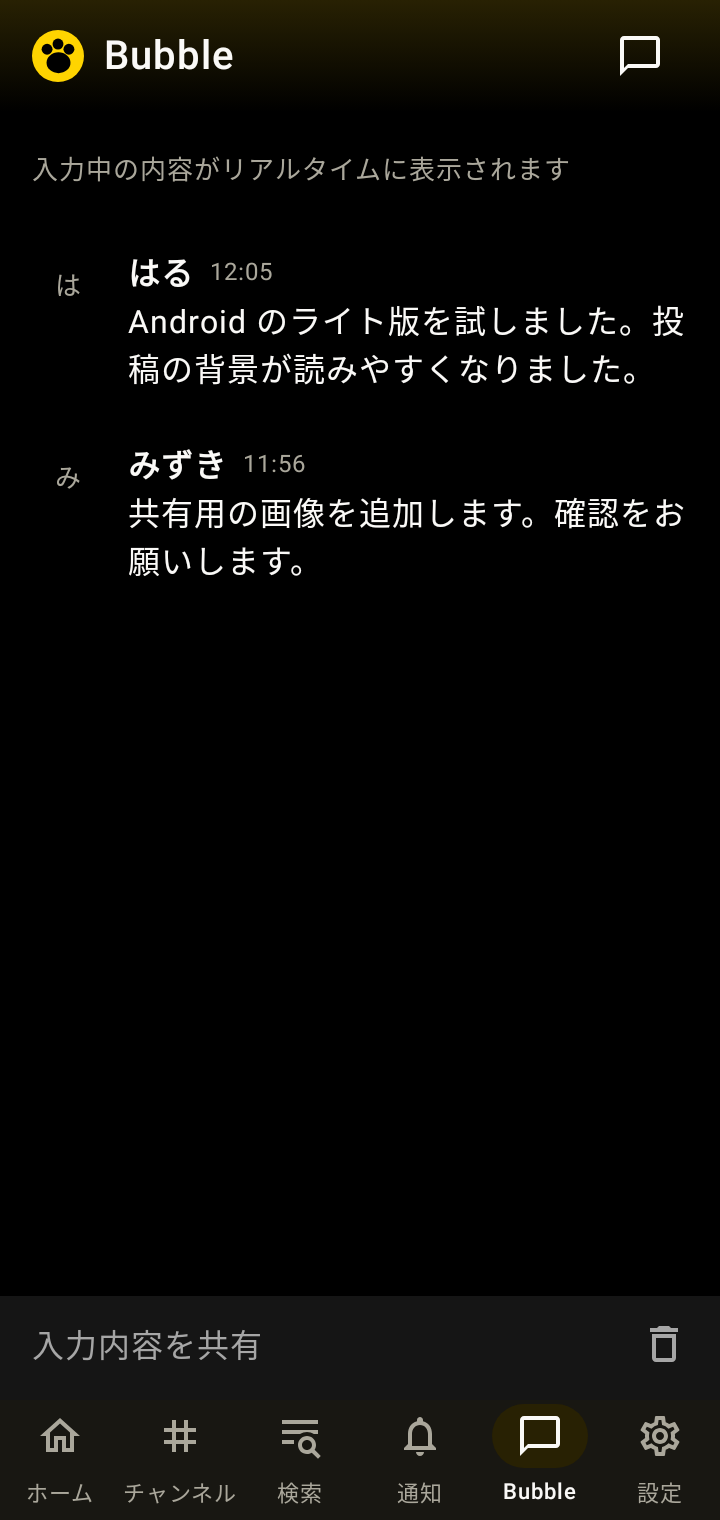 Bubble
入力中の内容がリアルタイムに表示されます
は
はる 12:05
Android のライト版を試しました。投
稿の背景が読みやすくなりました。
み
みずき 11:56
共有用の画像を追加します。確認をお
願いします。
入力内容を共有
ホーム チャンネル 検索 通知 Bubble 設定